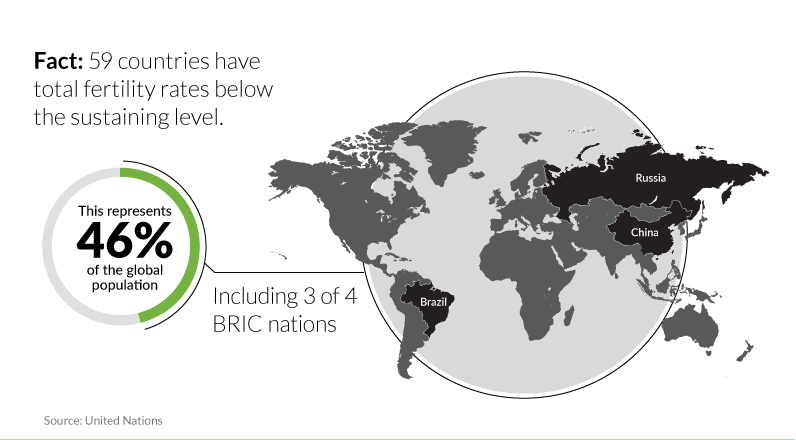 Fact: 59 countries have
total fertility rates below
the sustaining level.
This represents
46%
of the global
population
Including 3 of 4
BRIC nations
Russia
China
Brazil
Source: United Nations